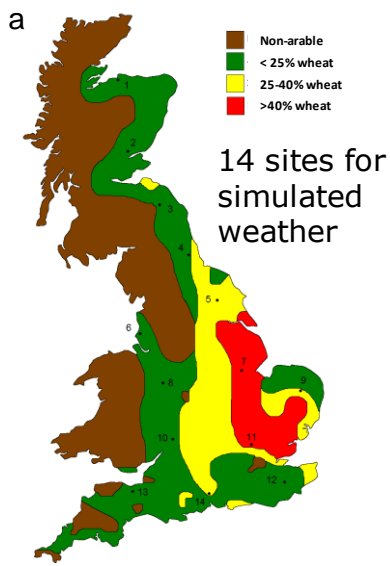 a
Non-arable
< 25% wheat
25-40% wheat
>40% wheat
14 sites for
simulated
weather
1
2
3
4
5
6
7
8
9
10
11
12
13
14